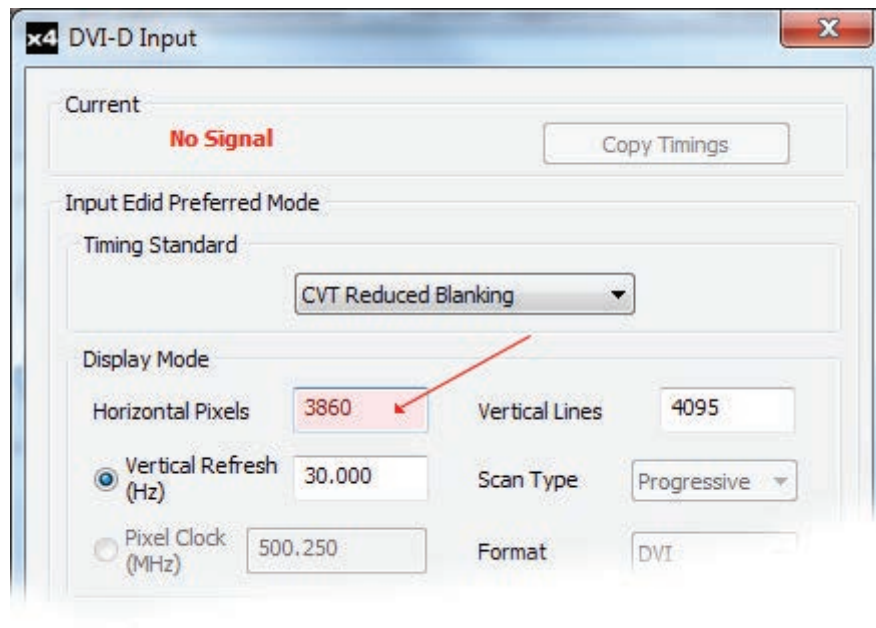 x4 DVI-D Input
Current
No Signal
Copy Timings
Input Edid Preferred Mode
Timing Standard
CVT Reduced Blanking
Display Mode
Horizontal Pixels 3860 Vertical Lines 4095
Vertical Refresh
(Hz) 30.000 Scan Type Progressive
Pixel Clock
(MHz) 500.250 Format DVI